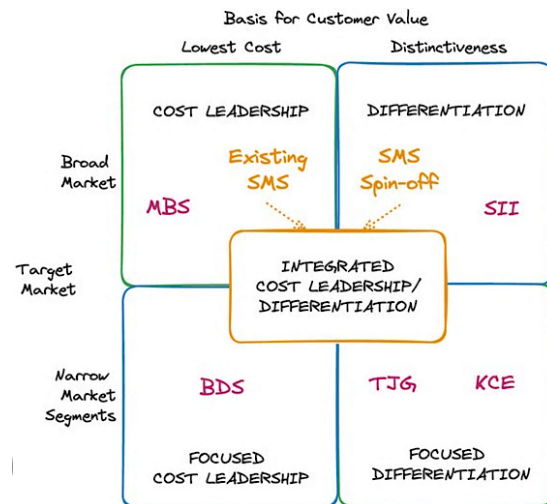 Basis for Customer Value
Lowest Cost
Distinctiveness
COST LEADERSHIP
DIFFERENTIATION
Broad
Market
Existing
SMS
SMS
Spin-off
MBS
SII
Target
Market
INTEGRATED
COST LEADERSHIP/
DIFFERENTIATION
Narrow
Market
Segments
BDS
TJG
KCE
FOCUSED
COST LEADERSHIP
FOCUSED
DIFFERENTIATION